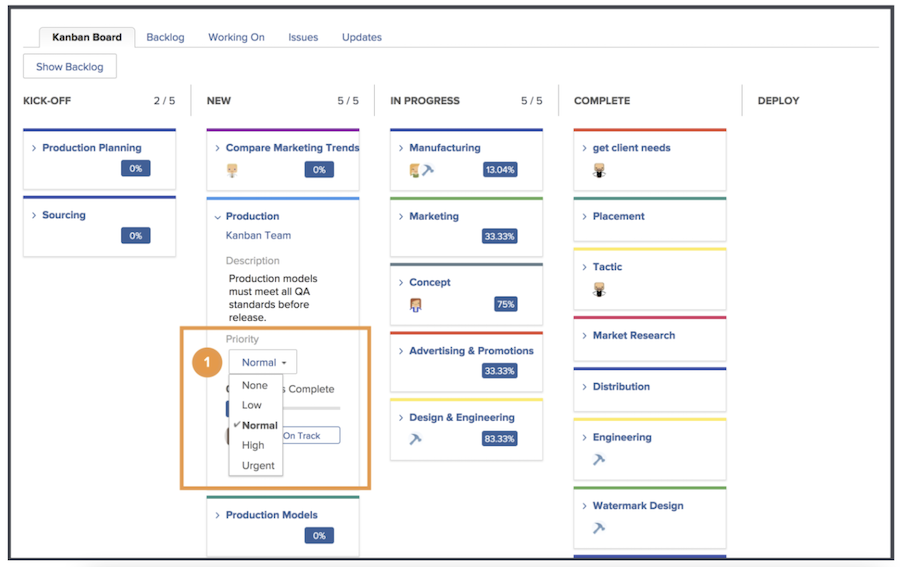 Kanban Board Backlog Working On Issues Updates
Show Backlog
KICK-OFF 2 / 5
NEW 5 / 5
IN PROGRESS 5 / 5
COMPLETE
DEPLOY
Production Planning
0%
Sourcing
0%
Compare Marketing Trends
0%
Production
Kanban Team
Description
Production models
must meet all QA
standards before
release.
Priority
1
Normal
None
Low
Normal
High
Urgent
Complete
On Track
Production Models
0%
Manufacturing
13.04%
Marketing
33.33%
Concept
75%
Advertising & Promotions
33.33%
Design & Engineering
83.33%
get client needs
Placement
Tactic
Market Research
Distribution
Engineering
Watermark Design